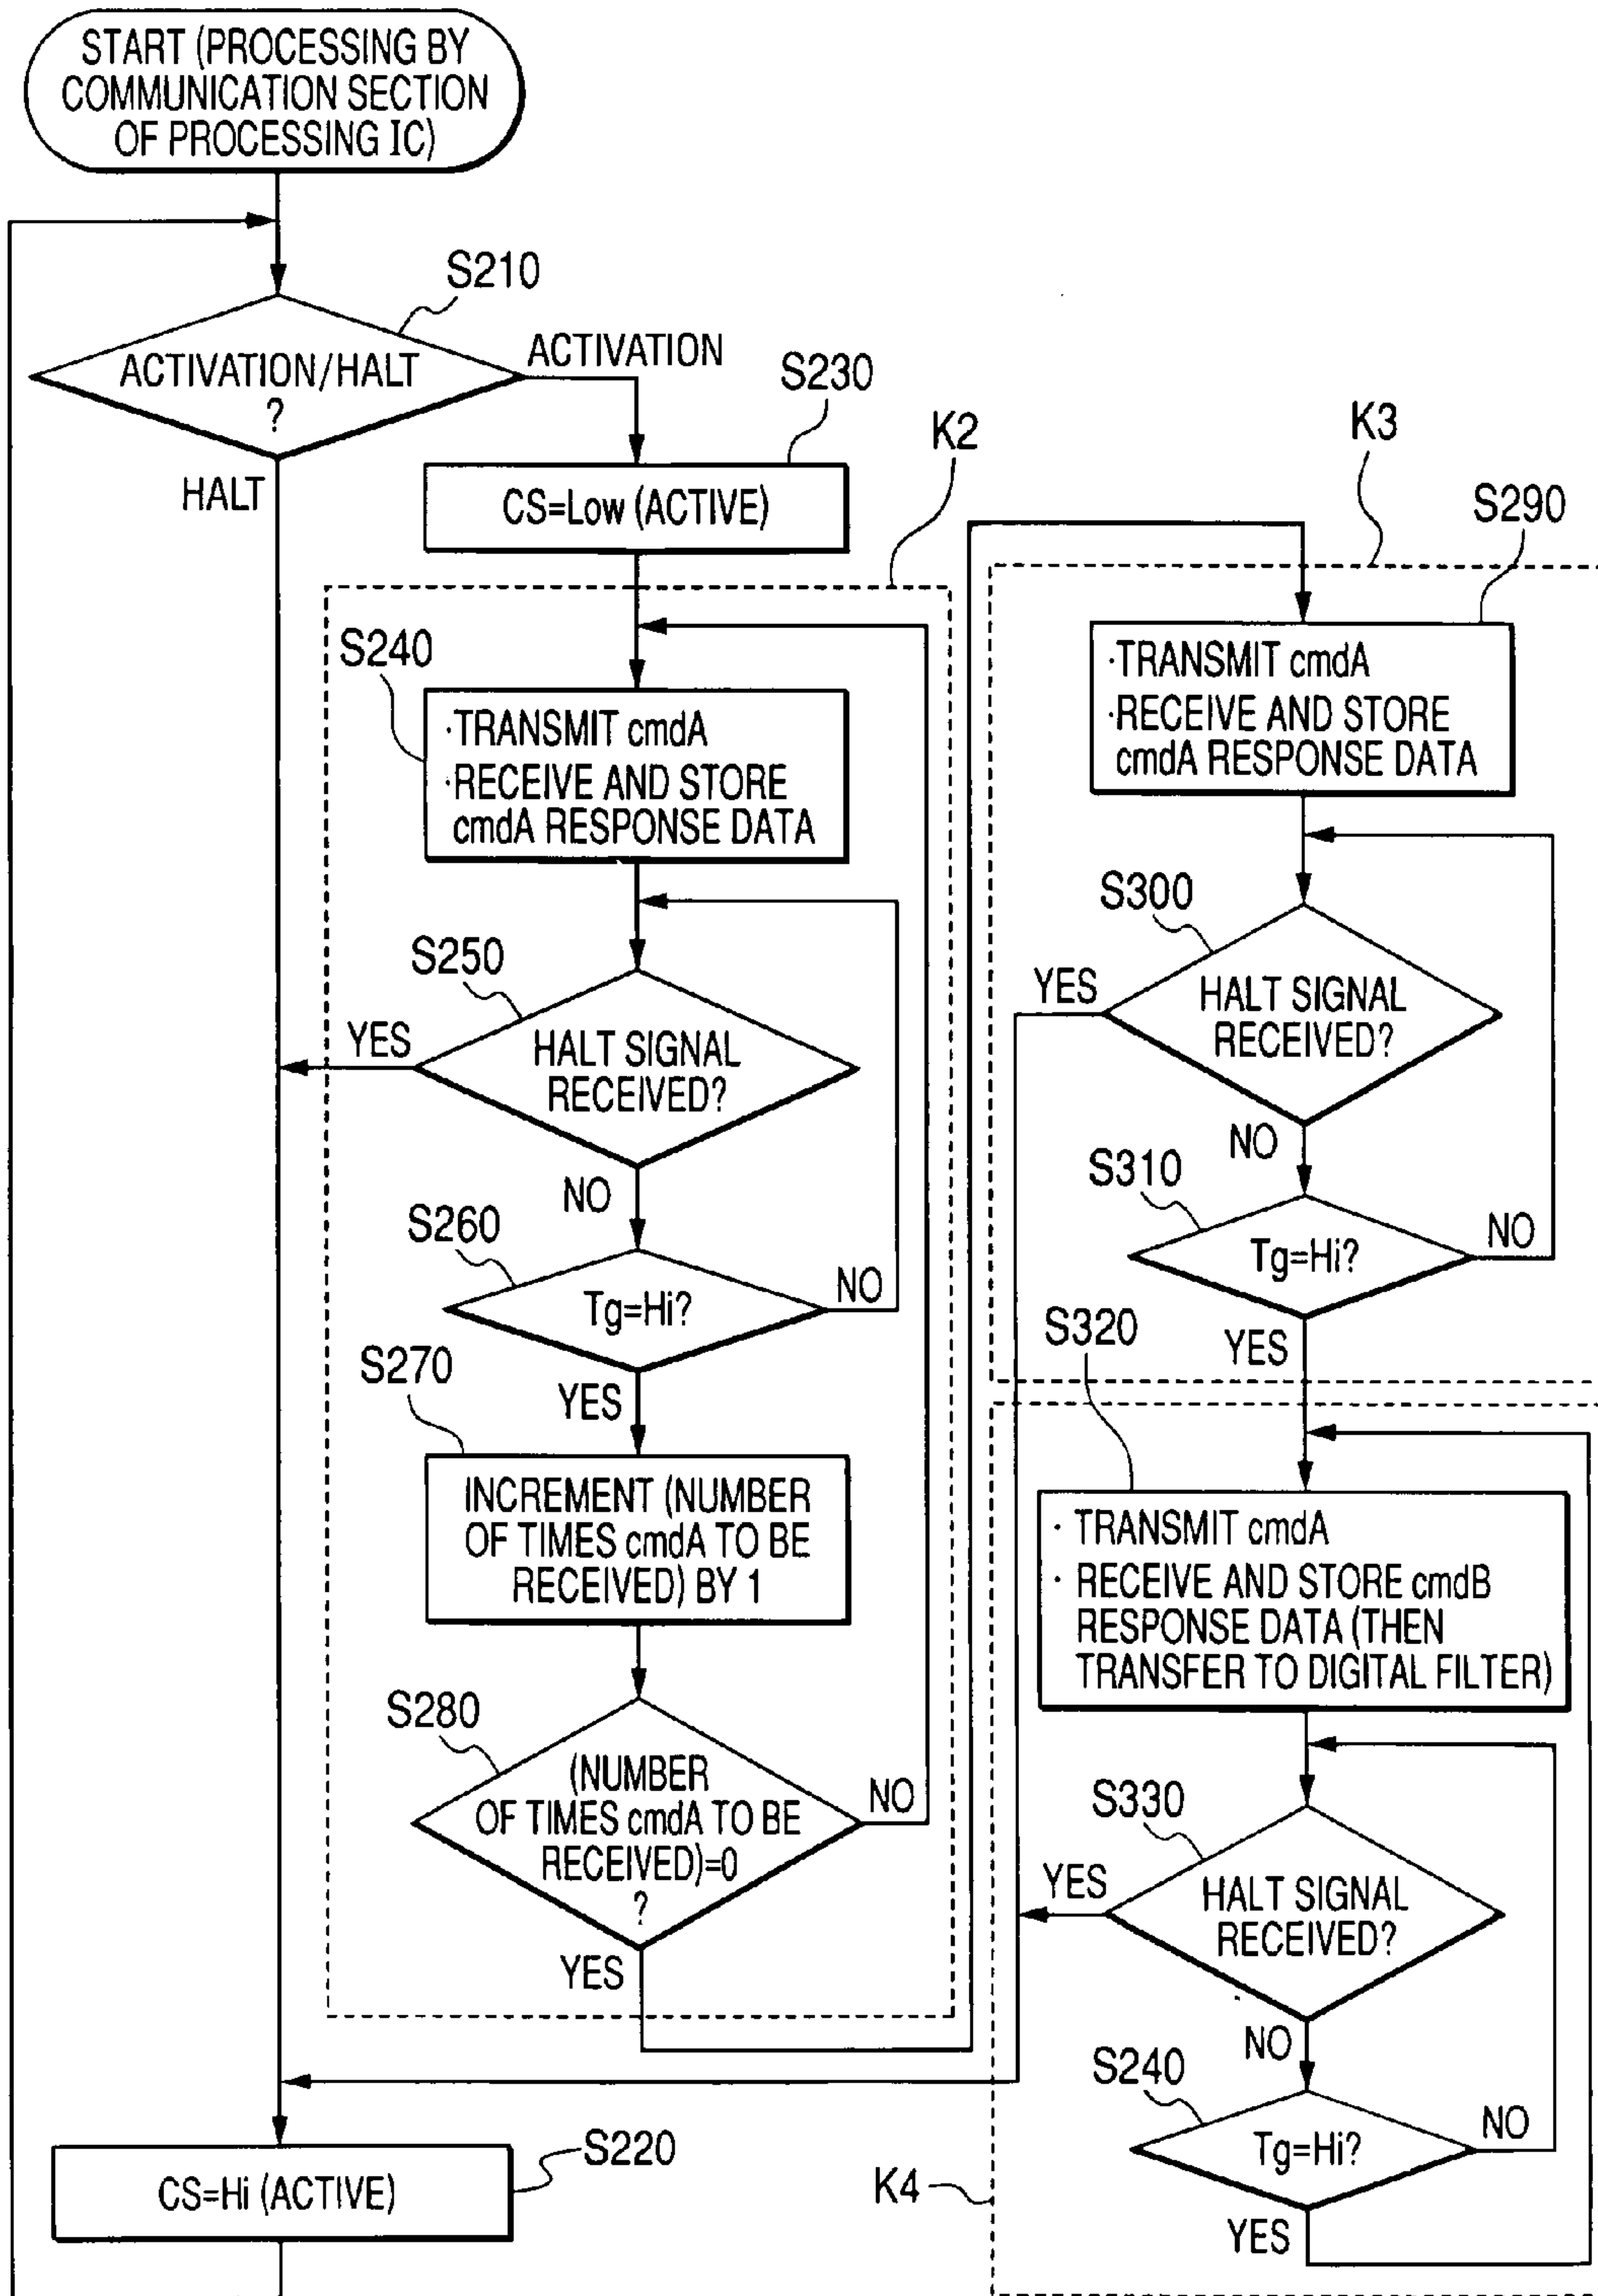 START (PROCESSING BY
COMMUNICATION SECTION
OF PROCESSING IC)
S210
ACTIVATION/HALT
?
ACTIVATION
HALT
S230
CS=Low (ACTIVE)
K2
S240
·TRANSMIT cmdA
·RECEIVE AND STORE
cmdA RESPONSE DATA
S250
HALT SIGNAL
RECEIVED?
YES
NO
S260
Tg=Hi?
NO
YES
S270
INCREMENT (NUMBER
OF TIMES cmdA TO BE
RECEIVED) BY 1
S280
(NUMBER
OF TIMES cmdA TO BE
RECEIVED)=0
?
NO
YES
K3
S290
·TRANSMIT cmdA
·RECEIVE AND STORE
cmdA RESPONSE DATA
S300
HALT SIGNAL
RECEIVED?
YES
NO
S310
Tg=Hi?
NO
YES
S320
· TRANSMIT cmdA
· RECEIVE AND STORE cmdB
RESPONSE DATA (THEN
TRANSFER TO DIGITAL FILTER)
S330
HALT SIGNAL
RECEIVED?
YES
NO
S240
Tg=Hi?
NO
YES
K4
S220
CS=Hi (ACTIVE)